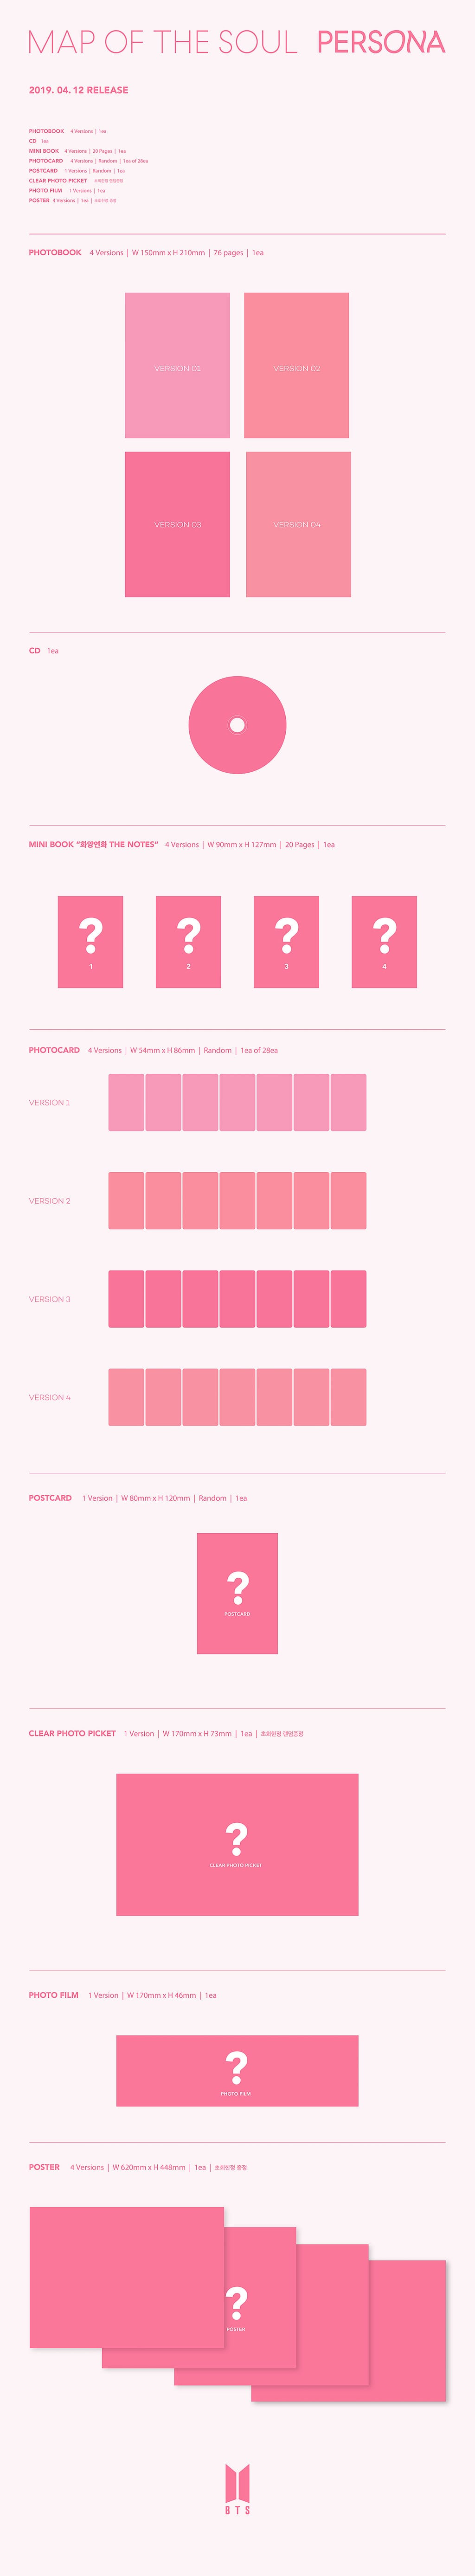 MAP OF THE SOUL PERSONA
2019. 04. 12 RELEASE
PHOTOBOOK 4 Versions | 1ea
CD 1ea
MINI BOOK 4 Versions | 20 Pages | 1ea
PHOTOCARD 4 Versions | Random | 1ea of 28ea
POSTCARD 1 Versions | Random | 1ea
CLEAR PHOTO PICKET
PHOTO FILM 1 Versions | 1ea
POSTER 4 Versions | 1ea |
PHOTOBOOK 4 Versions | W 150mm x H 210mm | 76 pages | 1ea
VERSION 01
VERSION 02
VERSION 03
VERSION 04
CD 1ea
MINI BOOK “화양연화 THE NOTES” 4 Versions | W 90mm x H 127mm | 20 Pages | 1ea
? ? ? ?
1 2 3 4
PHOTOCARD 4 Versions | W 54mm x H 86mm | Random | 1ea of 28ea
VERSION 1
VERSION 2
VERSION 3
VERSION 4
POSTCARD 1 Version | W 80mm x H 120mm | Random | 1ea
?
POSTCARD
CLEAR PHOTO PICKET 1 Version | W 170mm x H 73mm | 1ea | 초회한정 랜덤증정
?
CLEAR PHOTO PICKET
PHOTO FILM 1 Version | W 170mm x H 46mm | 1ea
?
PHOTO FILM
POSTER 4 Versions | W 620mm x H 448mm | 1ea | 초회한정 증정
?
POSTER
BTS